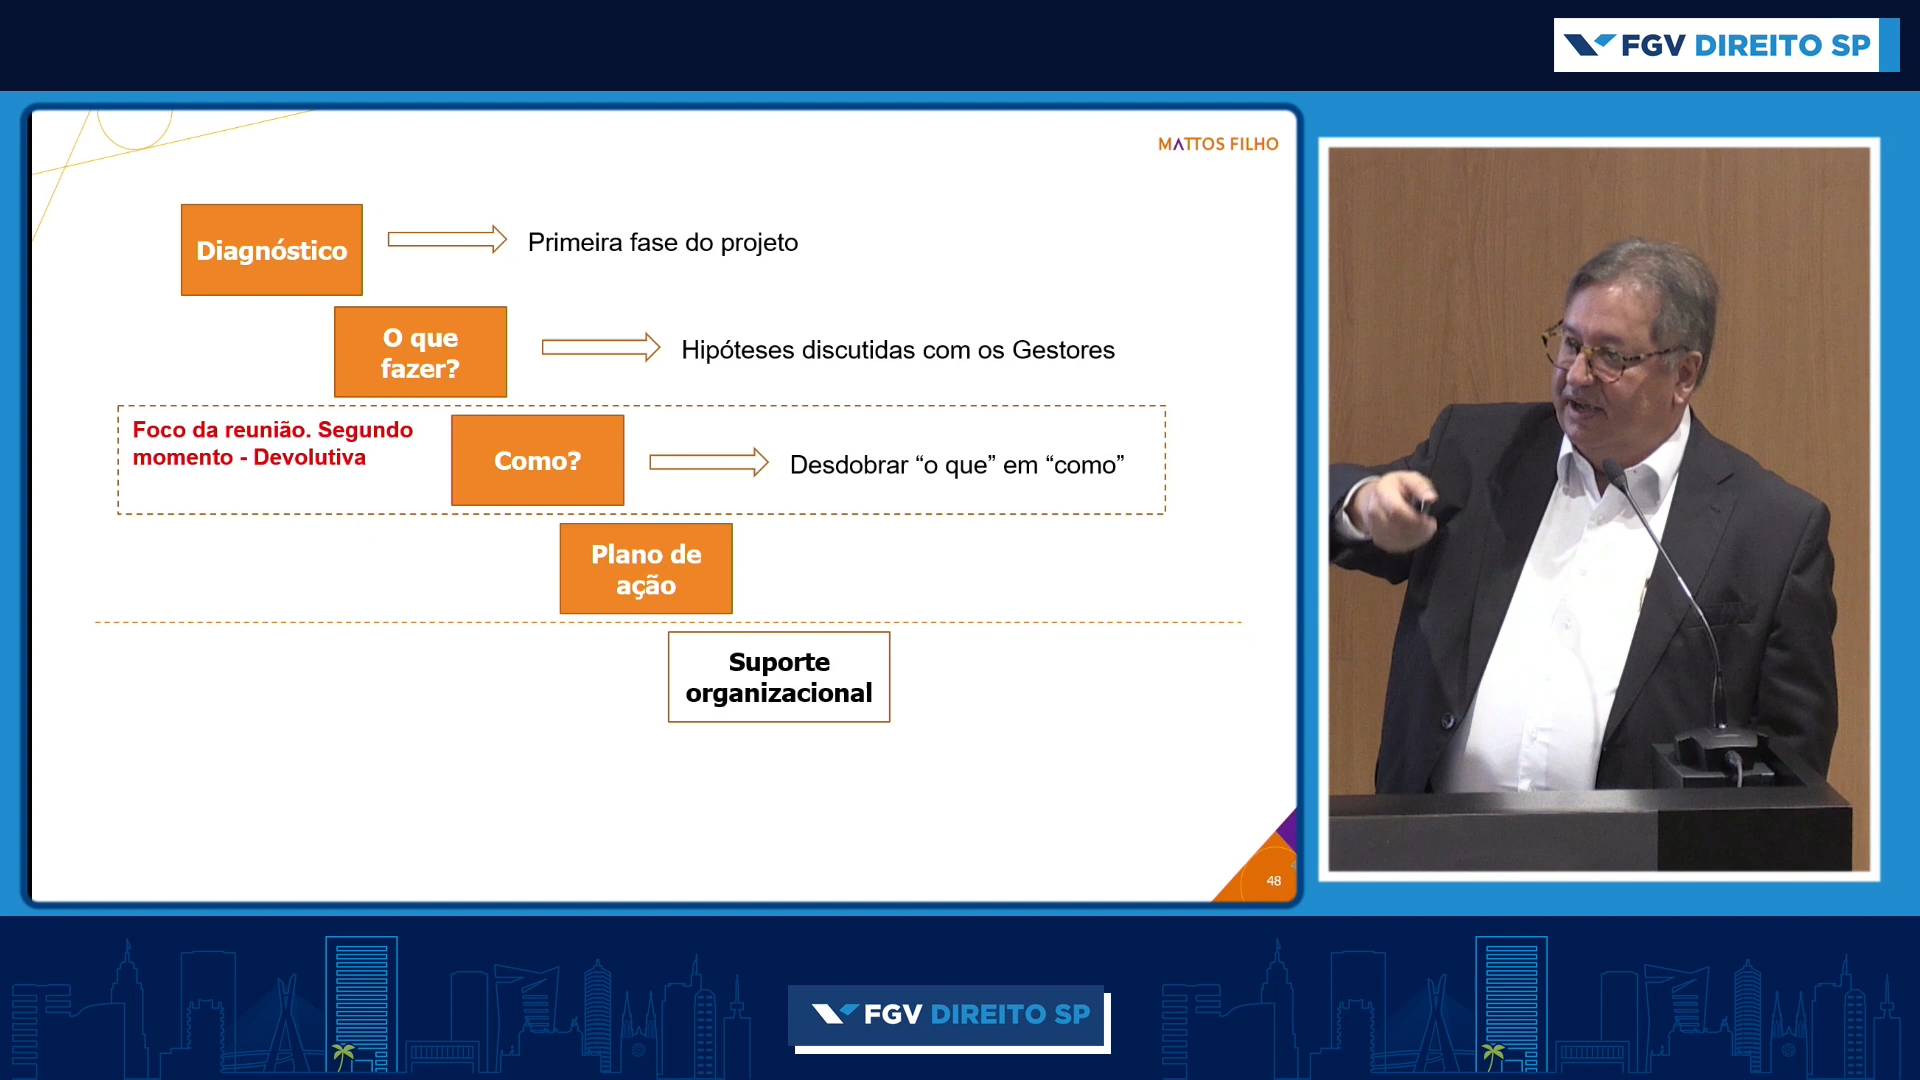 FGV DIREITO SP
MATTOS FILHO
Diagnóstico
Primeira fase do projeto
O que
fazer?
Hipóteses discutidas com os Gestores
Foco da reunião. Segundo
momento - Devolutiva
Como?
Desdobrar “o que” em “como”
Plano de
ação
Suporte
organizacional
48
FGV DIREITO SP